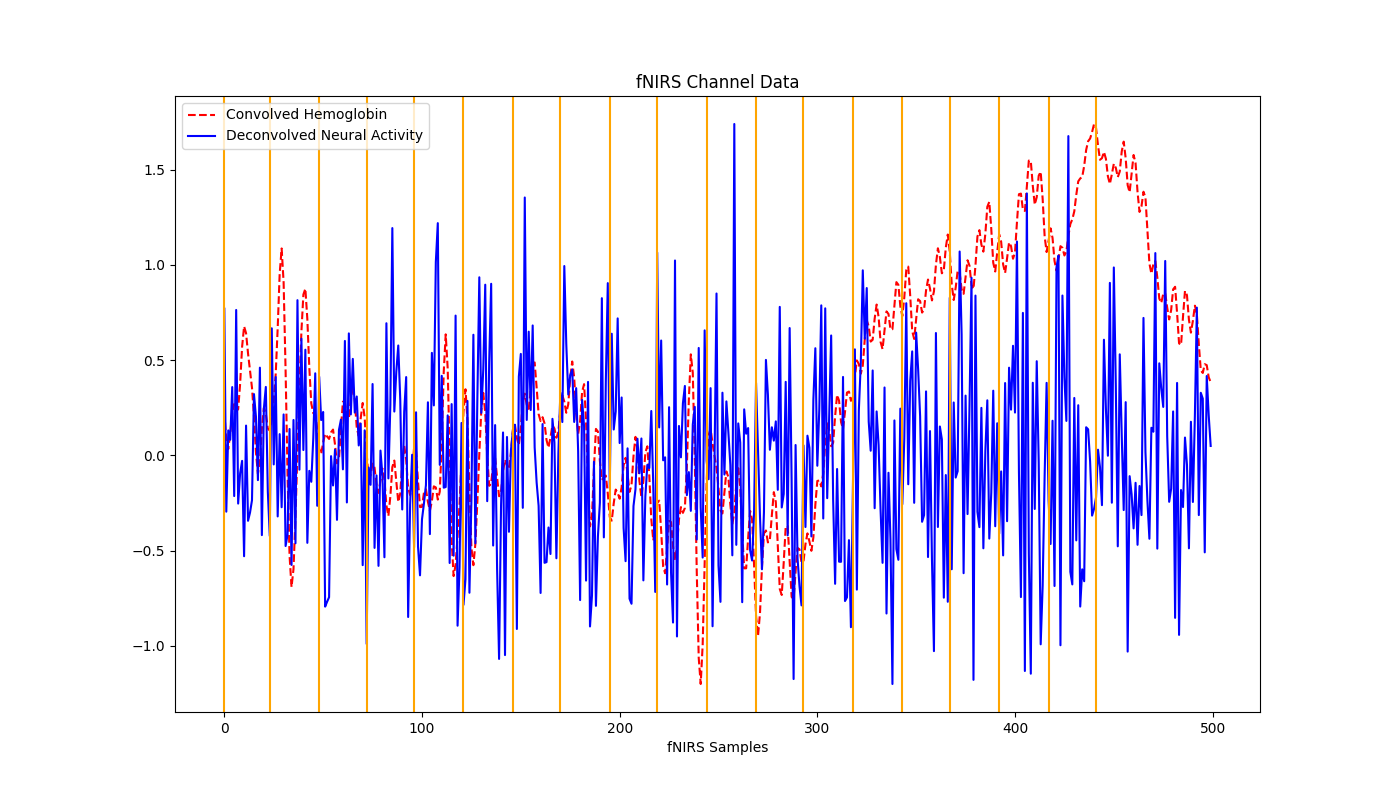 fNIRS Channel Data
Convolved Hemoglobin
Deconvolved Neural Activity
1.5
1.0
0.5
0.0
−0.5
−1.0
0 100 200 300 400 500
fNIRS Samples